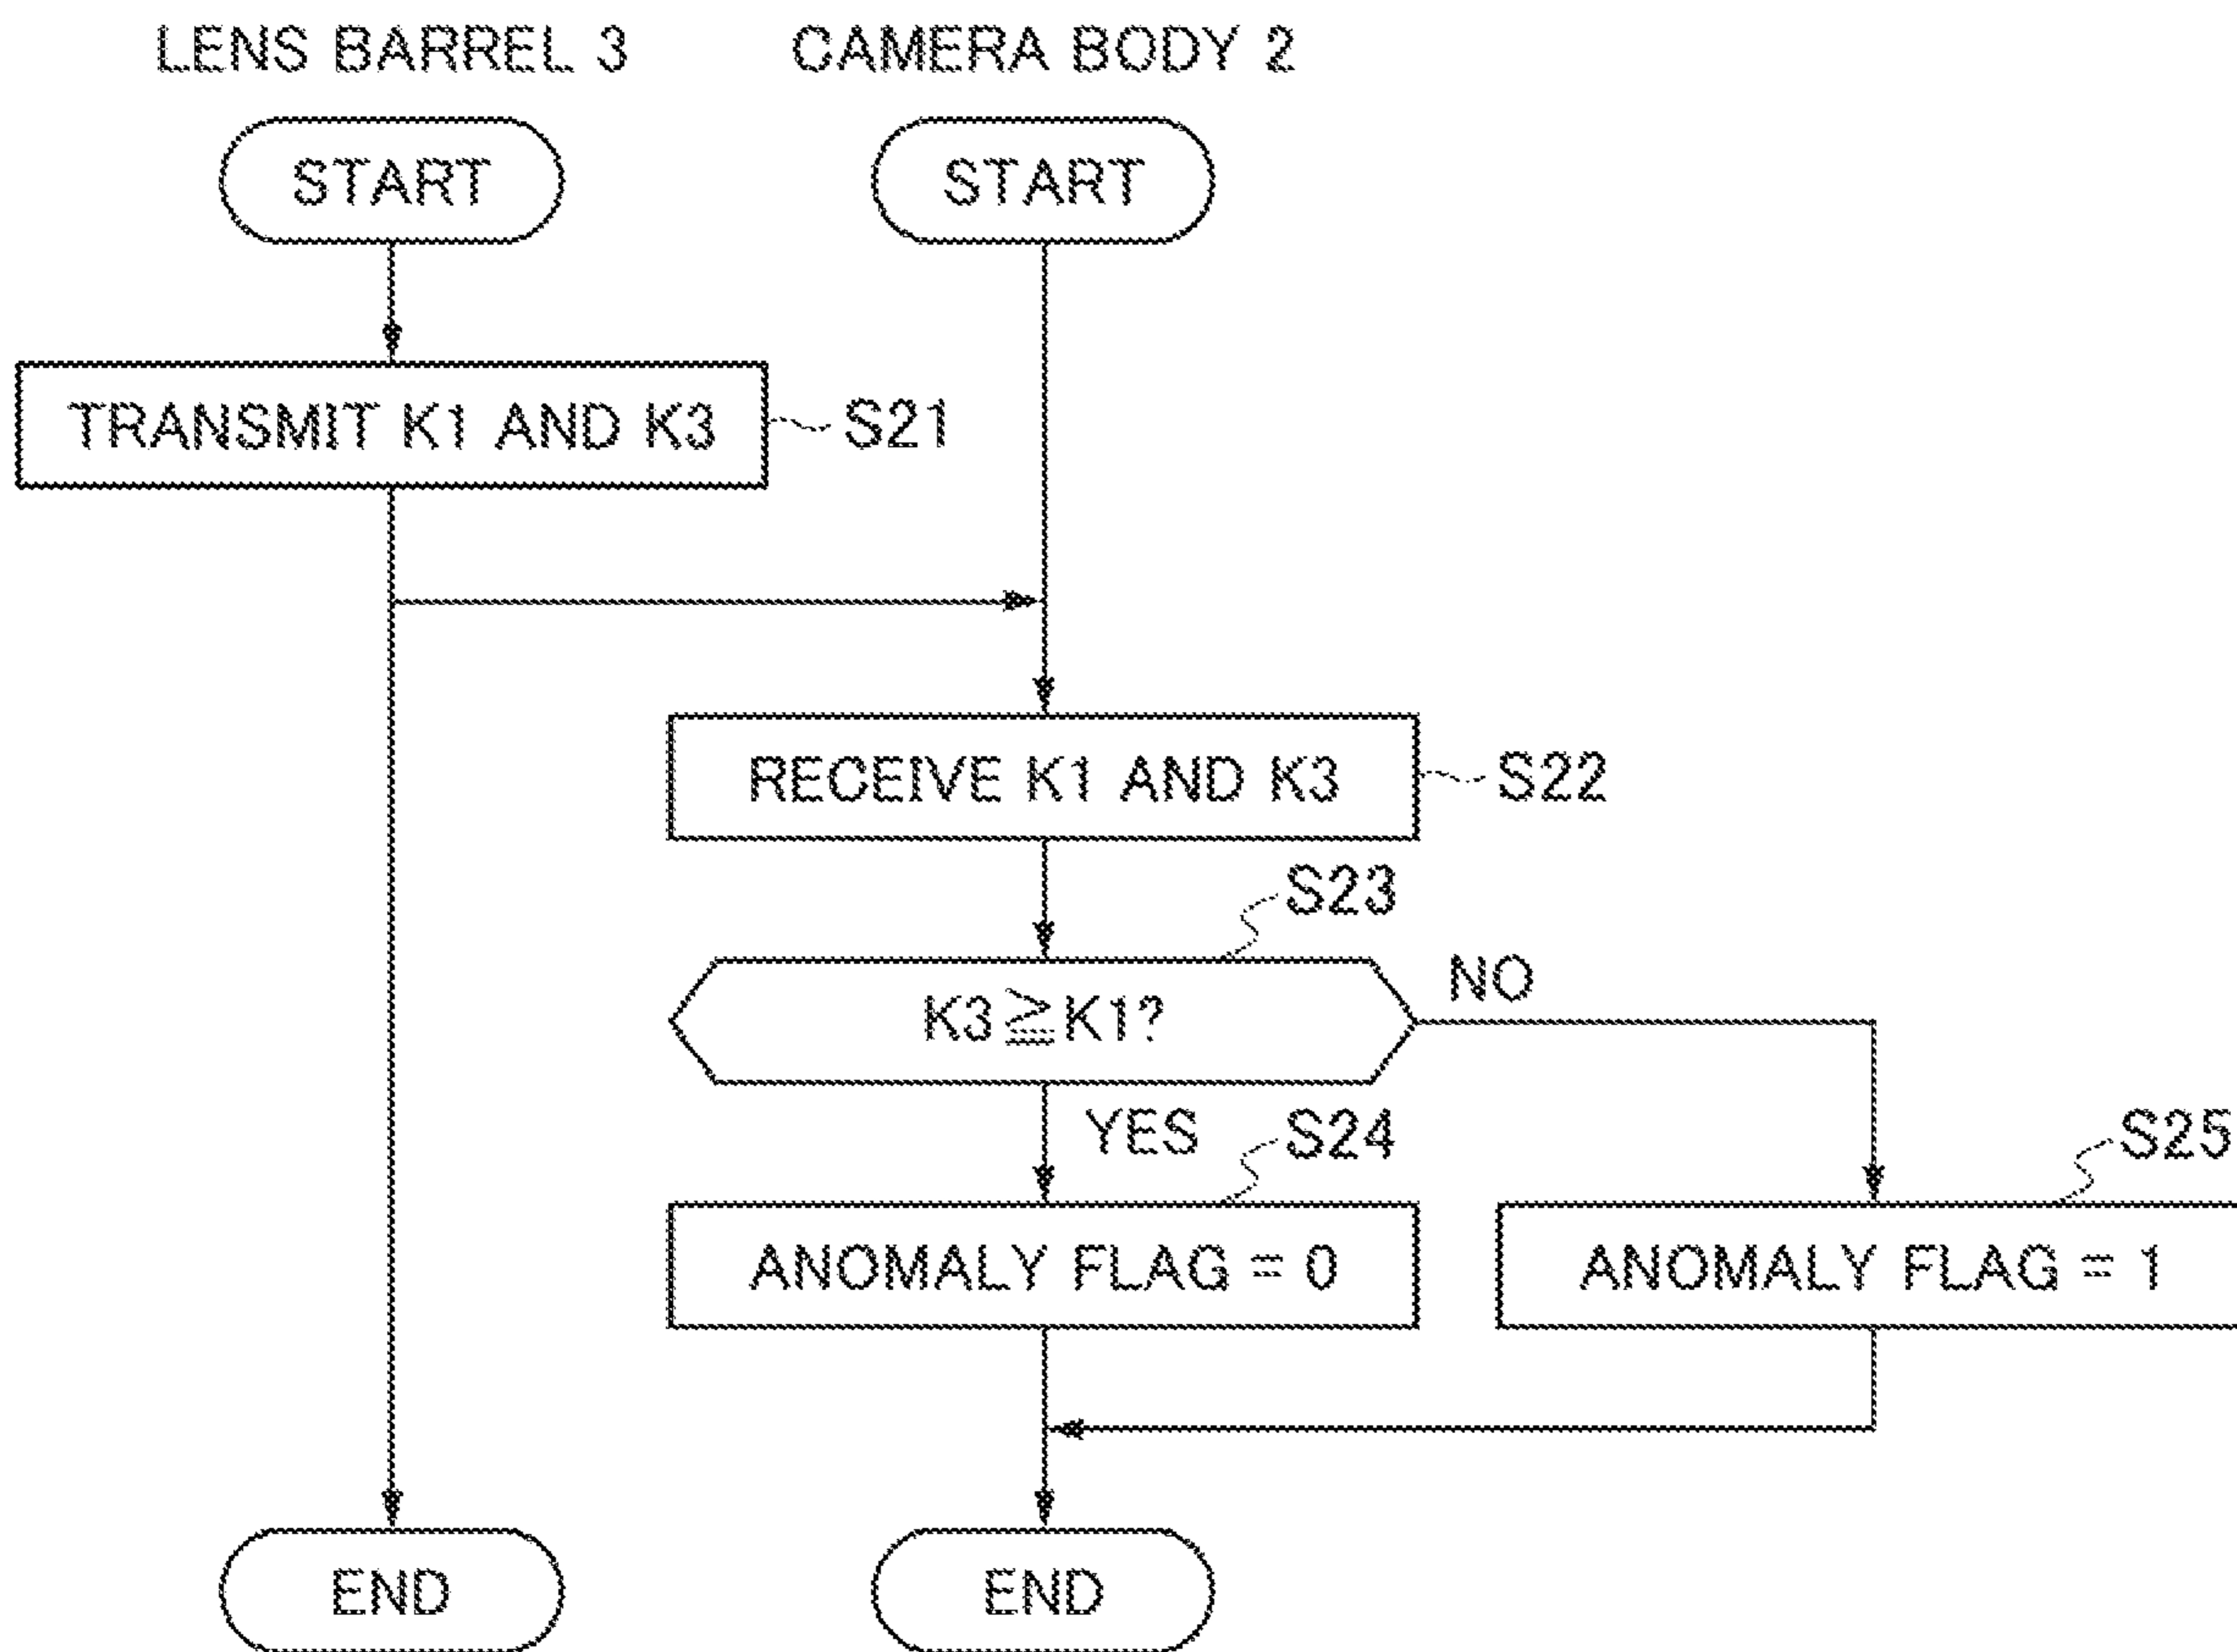 LENS BARREL 3
CAMERA BODY 2
START
START
TRANSMIT K1 AND K3
S21
RECEIVE K1 AND K3
S22
S23
K3≧K1?
NO
YES
S24
S25
ANOMALY FLAG = 0
ANOMALY FLAG = 1
END
END